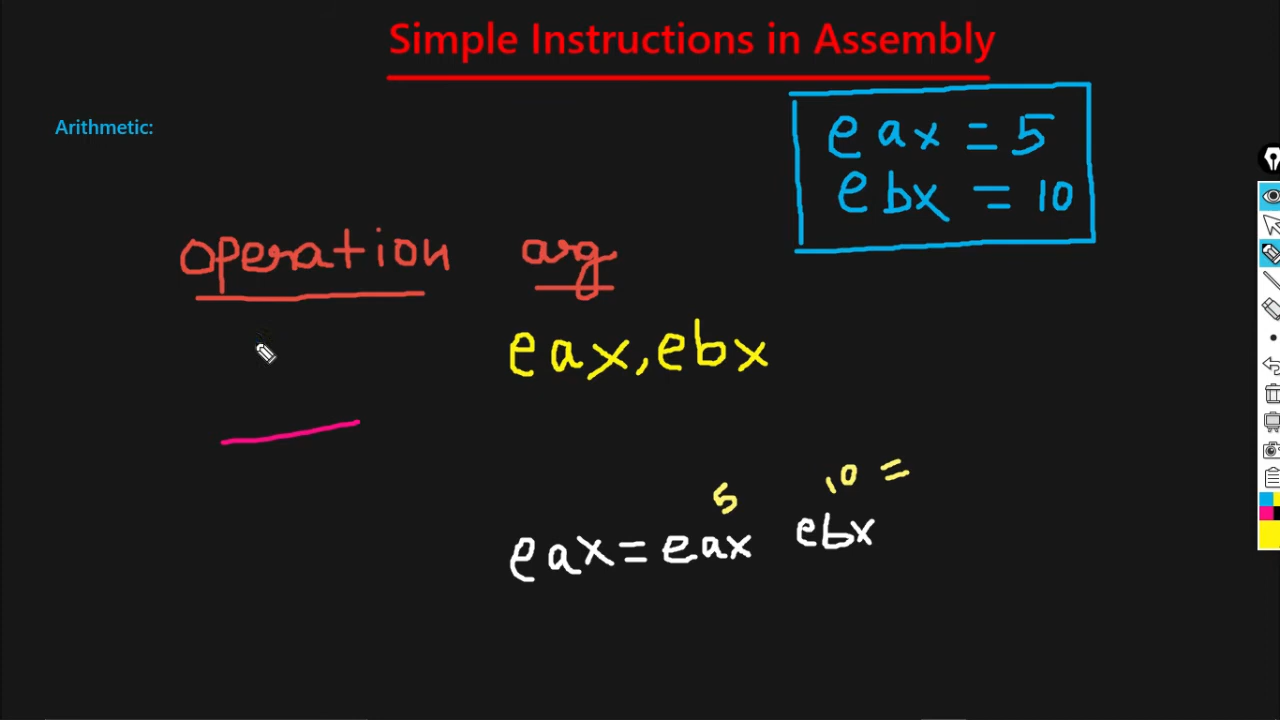 Simple Instructions in Assembly
Arithmetic:
eax = 5
ebx = 10
operation arg
eax, ebx
5 10 =
eax = eax ebx